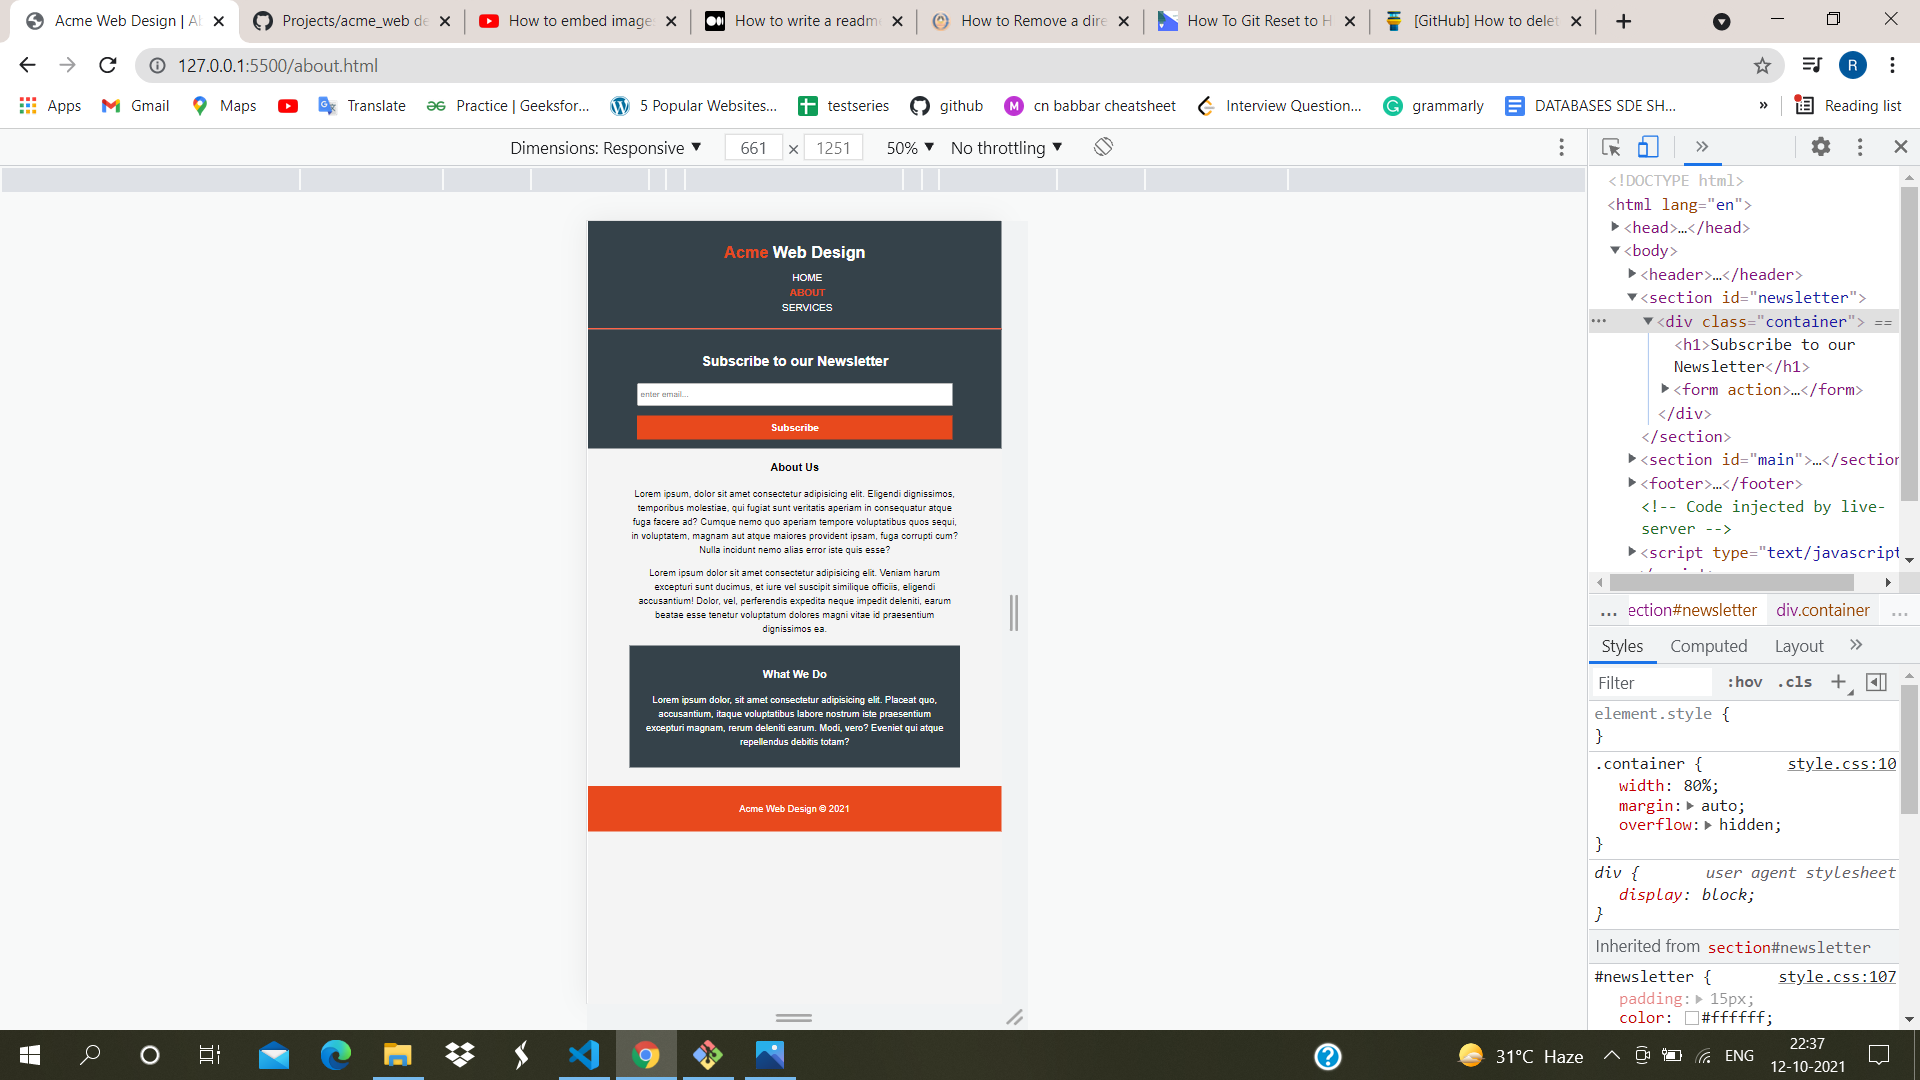 Acme Web Design | Ab
Projects/acme_web de
How to embed image
How to write a readme
How to Remove a dire
How To Git Reset to H
[GitHub] How to delet
127.0.0.1:5500/about.html
R
Apps
Gmail
Maps
Translate
Practice | Geeksfor...
5 Popular Websites...
testseries
github
M
cn babbar cheatsheet
Interview Question...
G
grammarly
DATABASES SDE SH...
»
Reading list
Dimensions: Responsive
661 × 1251
50%
No throttling
Acme Web Design
HOME
ABOUT
SERVICES
Subscribe to our Newsletter
enter email...
Subscribe
About Us
Lorem ipsum, dolor sit amet consectetur adipisicing elit. Eligendi dignissimos,
temporibus molestiae, qui fugiat sunt veritatis aperiam in consequatur atque
fuga facere ad? Cumque nemo quo aperiam tempore voluptatibus quos sequi,
in voluptatem, magnam aut atque maiores provident ipsam, fuga corrupti cum?
Nulla incidunt nemo alias error iste quis esse?
Lorem ipsum dolor sit amet consectetur adipisicing elit. Veniam harum
excepturi sunt ducimus, et iure vel suscipit similique officiis, eligendi
accusantium! Dolor, vel, perferendis expedita neque impedit deleniti, earum
beatae esse tenetur voluptatum dolores magni vitae id praesentium
dignissimos ea.
What We Do
Lorem ipsum dolor, sit amet consectetur adipisicing elit. Placeat quo,
accusantium, itaque voluptatibus labore nostrum iste praesentium
excepturi magnam, rerum deleniti earum. Modi, vero? Eveniet qui atque
repellendus debitis totam?
Acme Web Design © 2021
<!DOCTYPE html>
<html lang="en">
<head>…</head>
<body>
<header>…</header>
<section id="newsletter">
<div class="container"> ==
<h1>Subscribe to our
Newsletter</h1>
<form action>…</form>
</div>
</section>
<section id="main">…</section
<footer>…</footer>
<!-- Code injected by live-
server -->
<script type="text/javascript
... ection#newsletter div.container ...
Styles Computed Layout »
Filter :hov .cls +
element.style {
}
.container { style.css:10
width: 80%;
margin: auto;
overflow: hidden;
}
div { user agent stylesheet
display: block;
}
Inherited from section#newsletter
#newsletter { style.css:107
padding: 15px;
color: #ffffff;
31°C Haze
ENG
22:37
12-10-2021